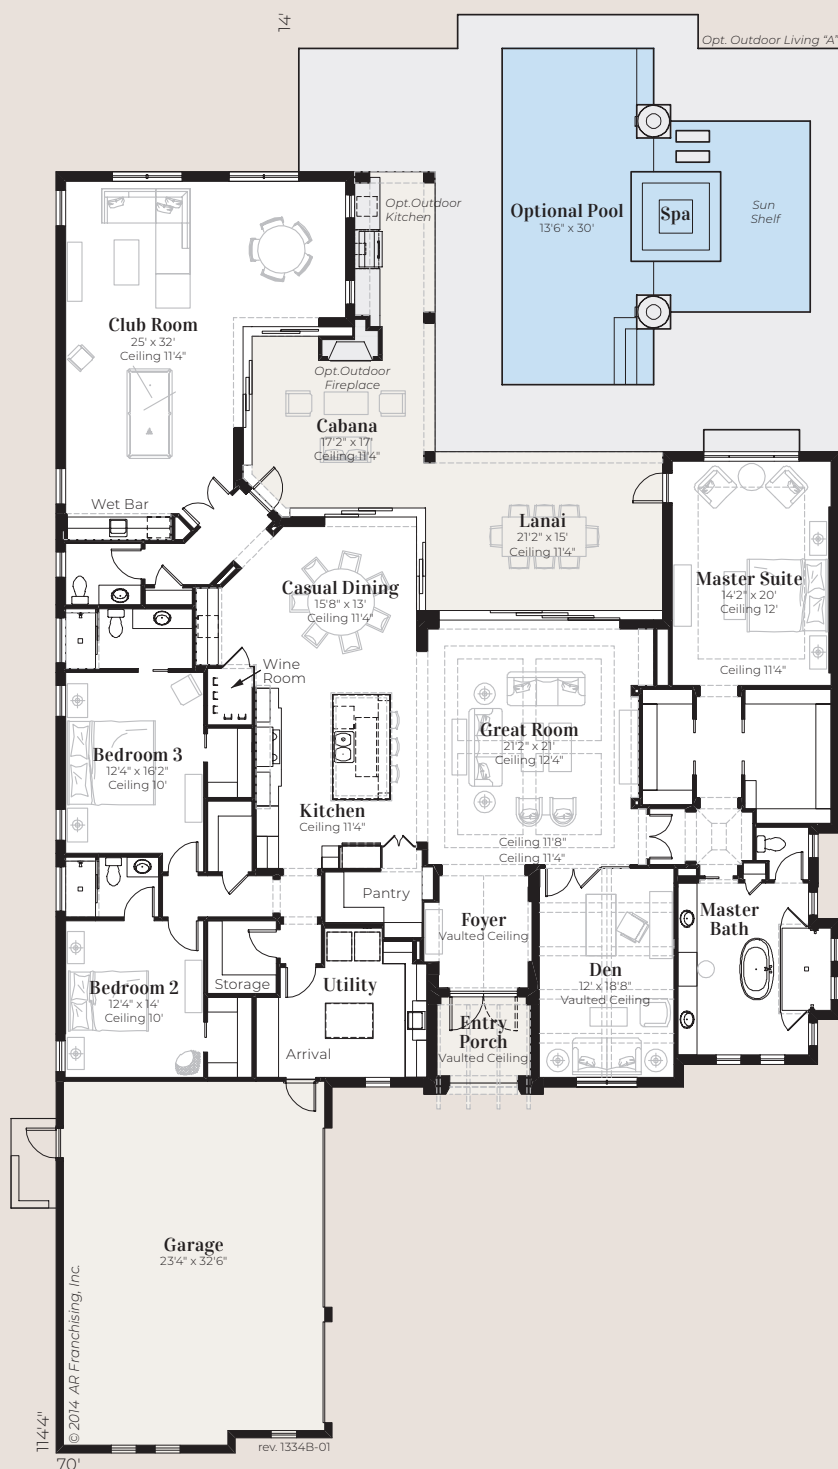 14'
Opt. Outdoor Living "A"
Opt.Outdoor
Kitchen
Optional Pool
13'6" x 30'
Spa
Sun
Shelf
Club Room
25' x 32'
Ceiling 11'4"
Opt.Outdoor
Fireplace
Cabana
17'2" x 17'
Ceiling 11'4"
Wet Bar
Lanai
21'2" x 15'
Ceiling 11'4"
Casual Dining
15'8" x 13'
Ceiling 11'4"
Master Suite
14'2" x 20'
Ceiling 12'
Ceiling 11'4"
Wine
Room
Great Room
21'2" x 21'
Ceiling 12'4"
Ceiling 11'8"
Ceiling 11'4"
Bedroom 3
12'4" x 16'2"
Ceiling 10'
Kitchen
Ceiling 11'4"
Pantry
Foyer
Vaulted Ceiling
Master
Bath
Den
12' x 18'8"
Vaulted Ceiling
Bedroom 2
12'4" x 14'
Ceiling 10'
Storage
Utility
Arrival
Entry
Porch
Vaulted Ceiling
Garage
23'4" x 32'6"
© 2014 AR Franchising, Inc.
114'4"
rev. 1334B-01
70'